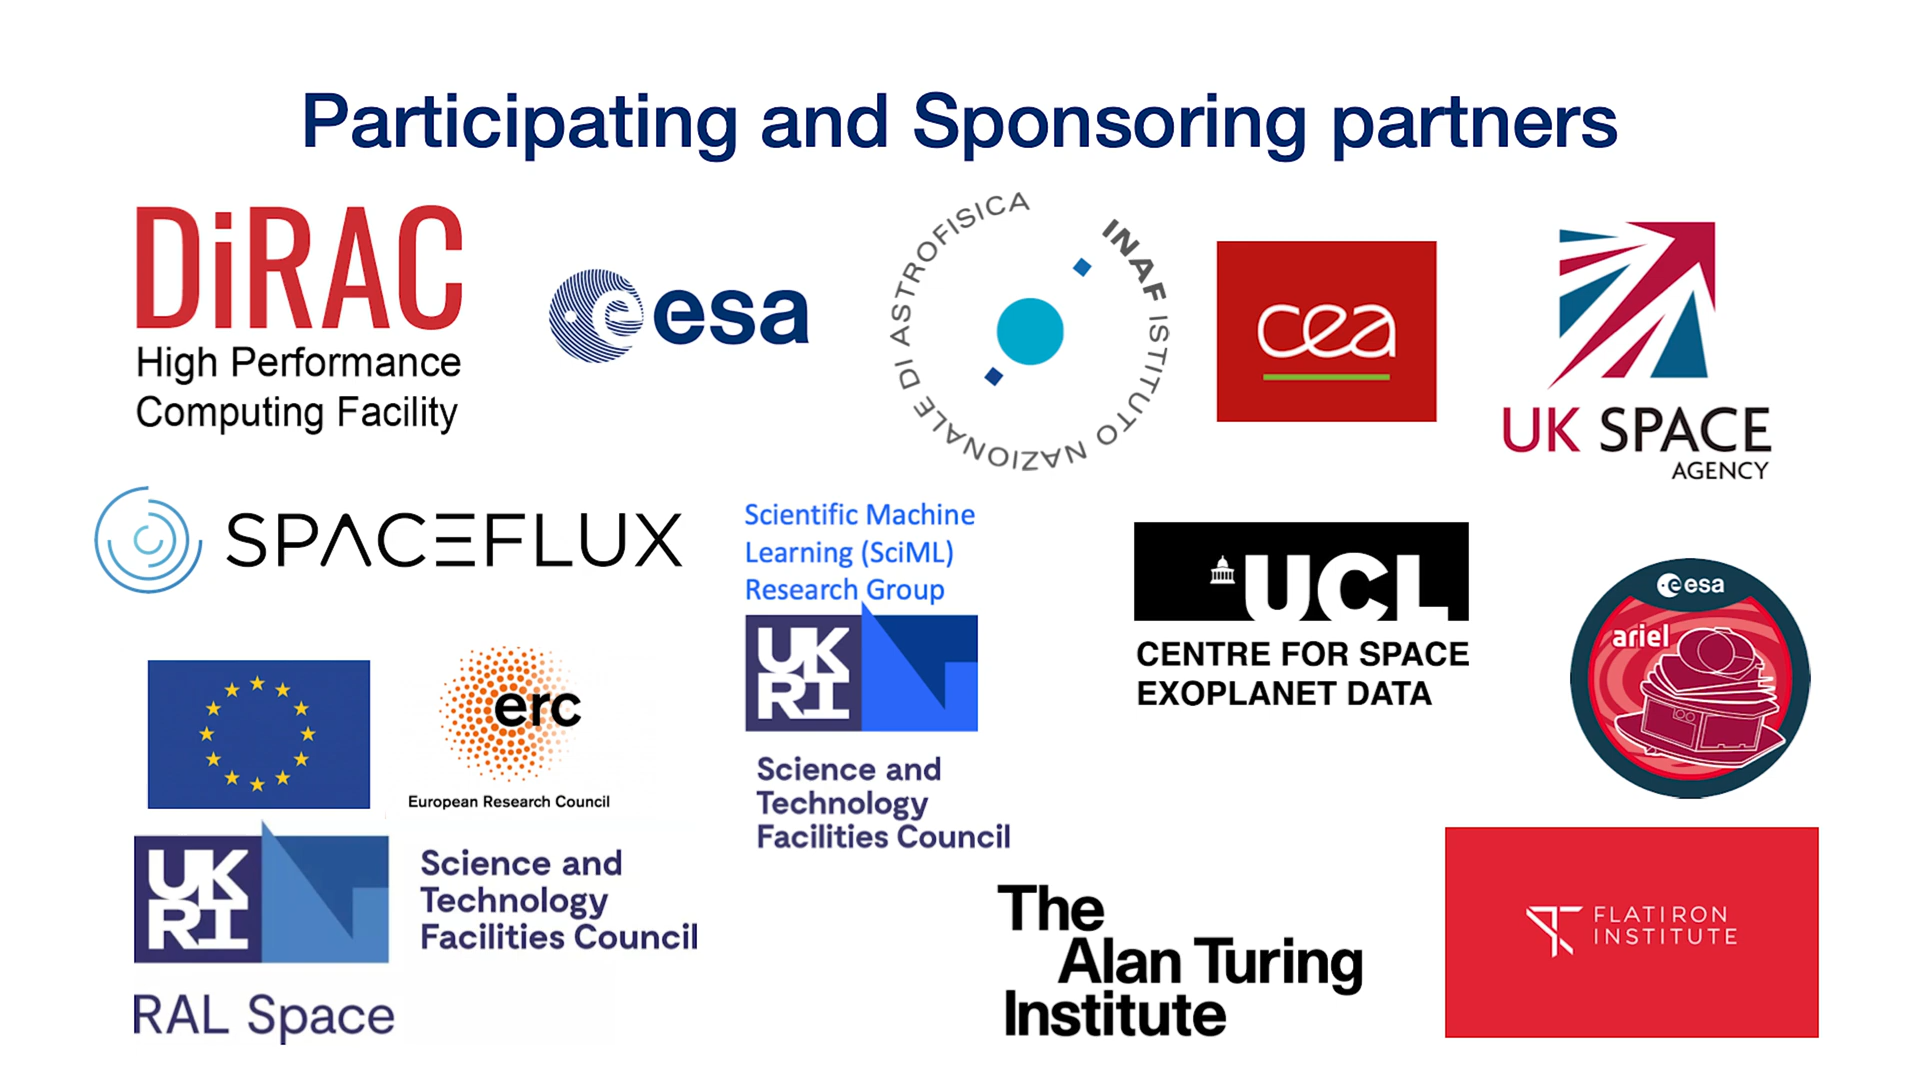 Participating and Sponsoring partners
DiRAC
High Performance
Computing Facility
esa
INAF ISTITUTO NAZIONALE DI ASTROFISICA
cea
UK SPACE
AGENCY
SPACEFLUX
Scientific Machine
Learning (SciML)
Research Group
UK
RI
Science and
Technology
Facilities Council
UCL
CENTRE FOR SPACE
EXOPLANET DATA
esa
ariel
erc
European Research Council
UK
RI
Science and
Technology
Facilities Council
RAL Space
The
Alan Turing
Institute
FLATIRON
INSTITUTE